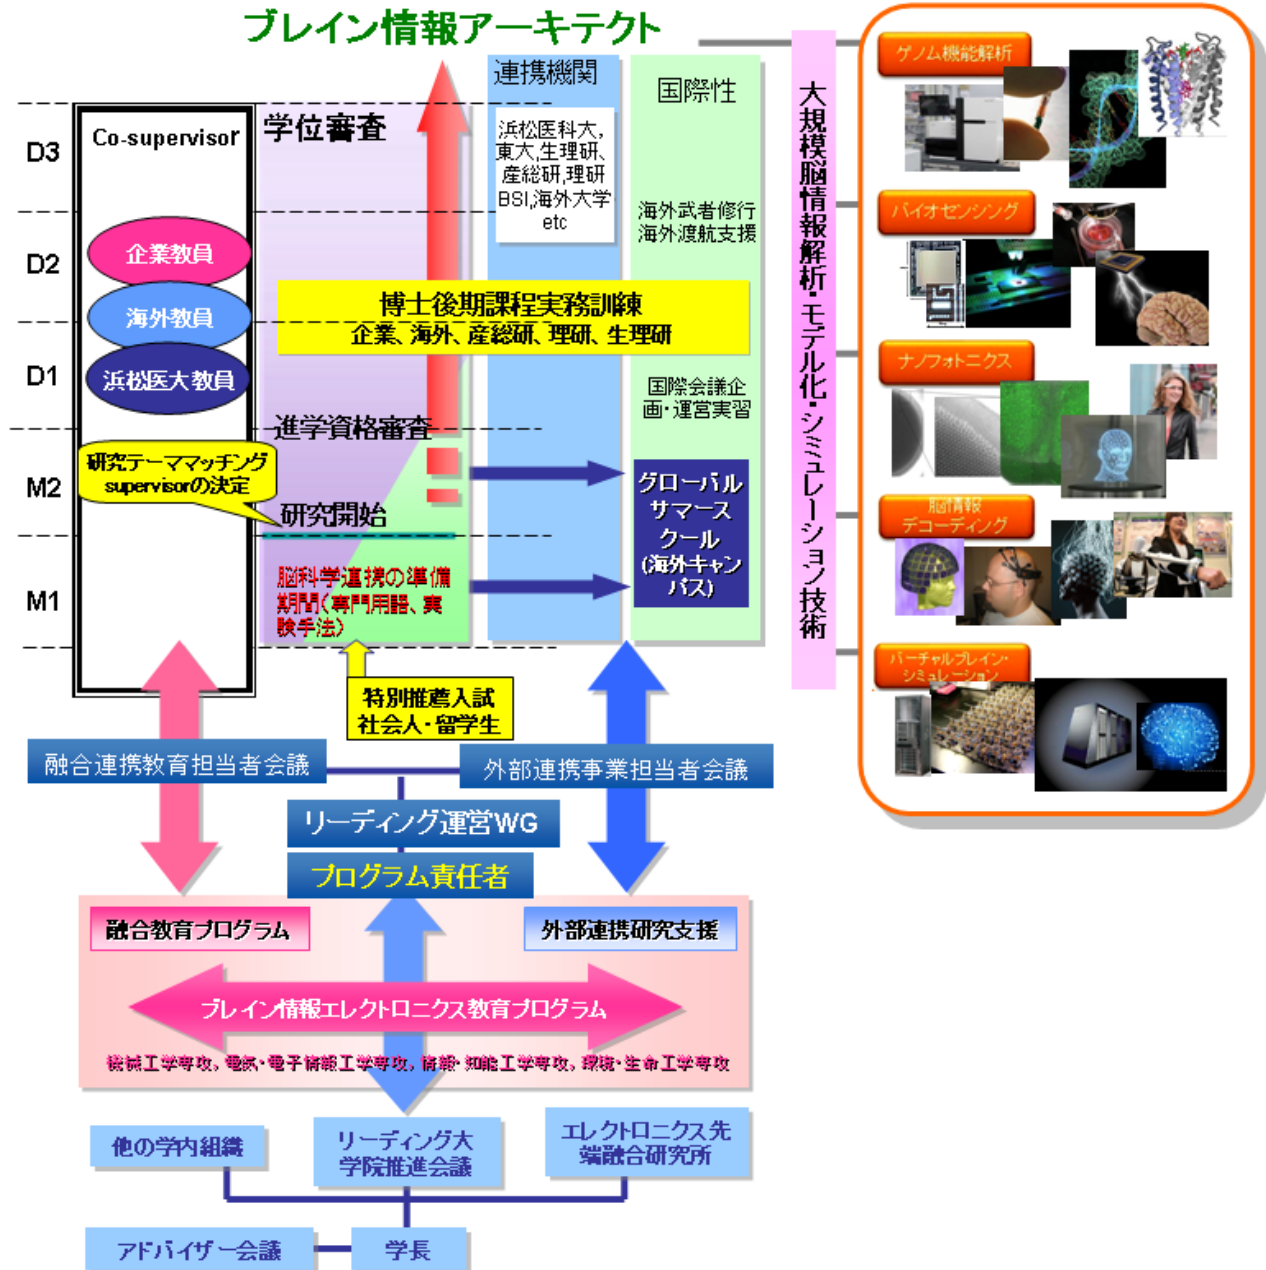 ブレイン情報アーキテクト
D3
D2
D1
M2
M1
Co-supervisor
企業教員
海外教員
浜松医大教員
研究テーママッチング
supervisorの決定
学位審査
博士後期課程実務訓練
企業、海外、産総研、理研、生理研
進学資格審査
研究開始
脳科学連携の準備
期間(専門用器、実
験手法)
特別推薦入試
社会人・留学生
連携機関
浜松医科大,
東大,生理研、
産総研,理研
BSI,海外大学
etc
国際性
海外武者修行
海外渡航支援
国際会議企
画・運営実習
グローバル
サマース
クール
(海外キャン
パス)
大規模脳情報解析・モデル化・シミュレーション技術
ゲノム機能解析
バイオセンシング
ナノフォトニクス
脳情報
デコーディング
バーチャルブレイン・
シミュレーション
融合連携教育担当者会議
外部連携事業担当者会議
リーディング運営WG
プログラム責任者
融合教育プログラム
外部連携研究支援
ブレイン情報エレクトロニクス教育プログラム
機械工学専攻, 電気・電子情報工学専攻, 情報・知能工学専攻, 環境・生命工学専攻
他の学内組織
リーディング大
学院推進会議
エレクトロニクス先
端融合研究所
アドバイザー会議
学長